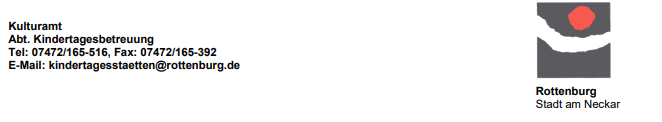 Kulturamt
Abt. Kindertagesbetreuung
Tel: 07472/165-516, Fax: 07472/165-392
E-Mail: kindertagesstaetten@rottenburg.de
Rottenburg
Stadt am Neckar